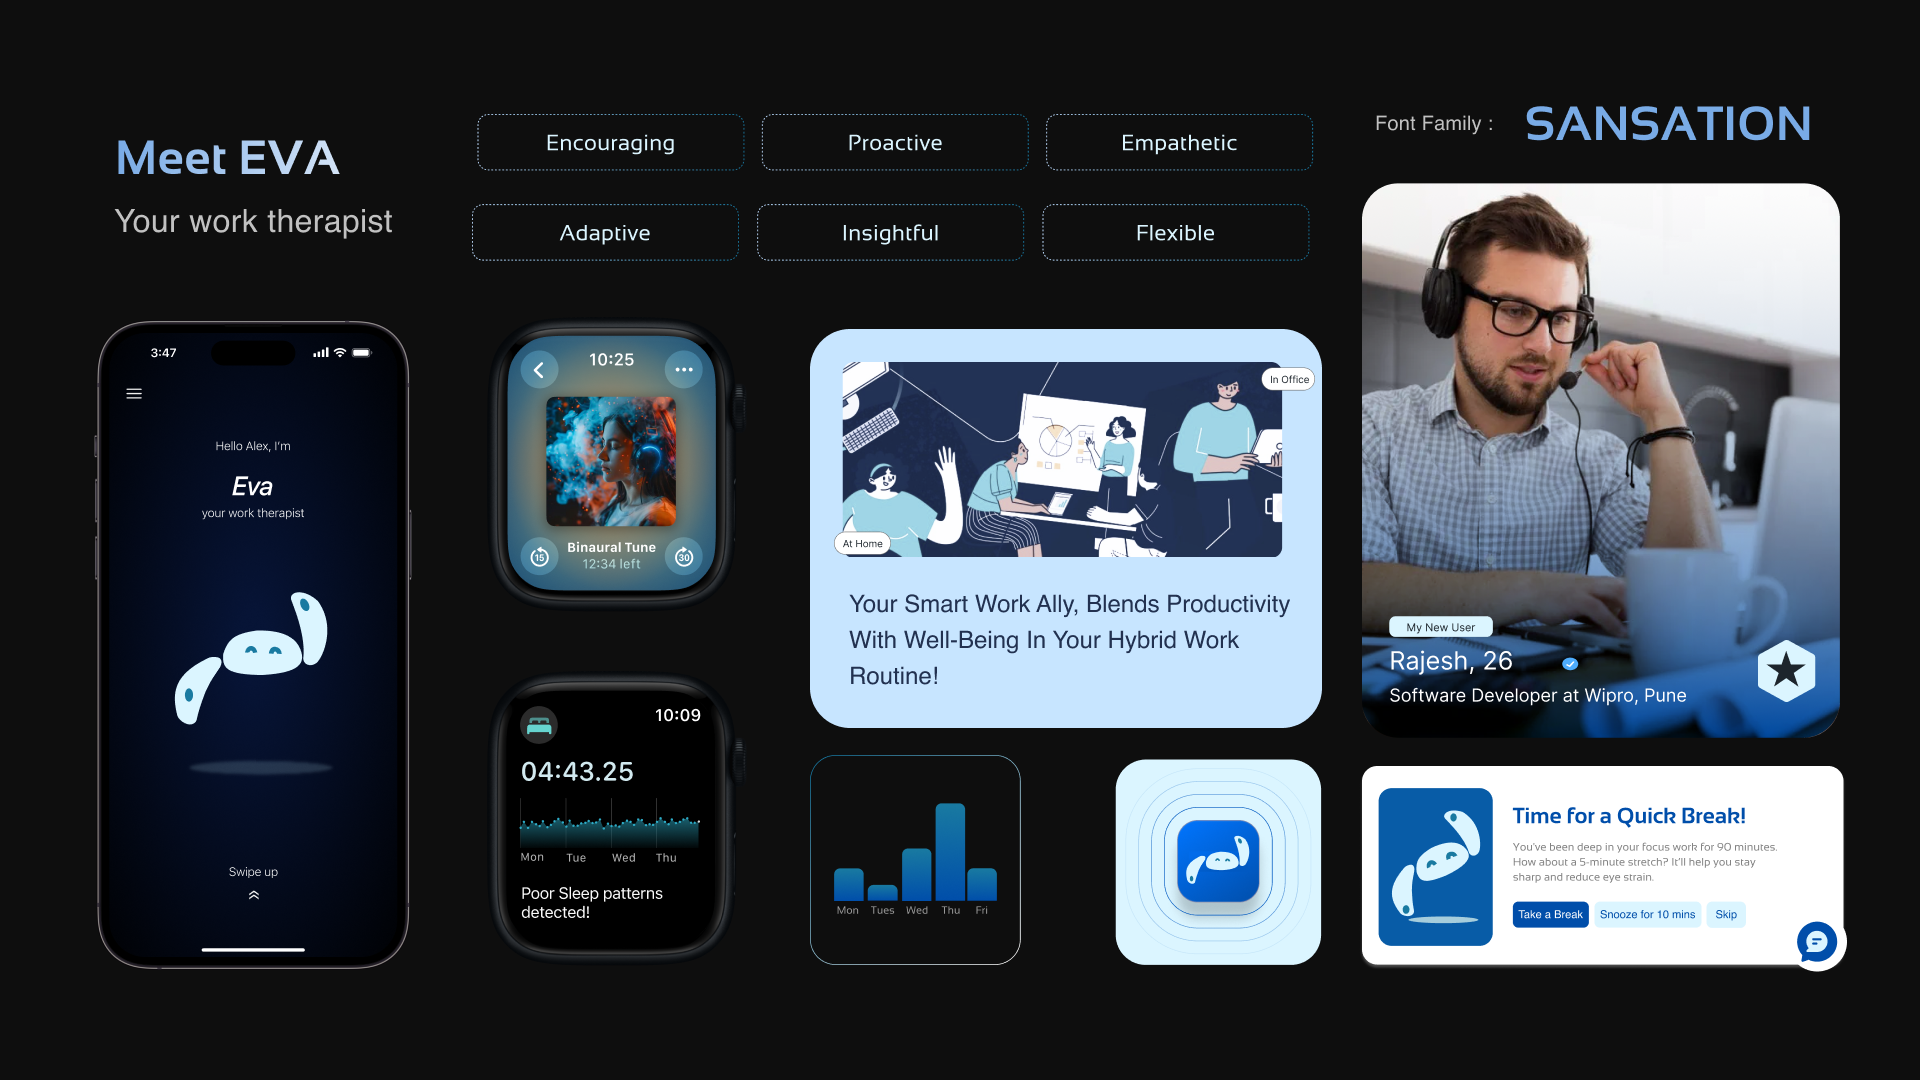 Meet EVA
Your work therapist
Encouraging
Proactive
Empathetic
Adaptive
Insightful
Flexible
Font Family :
SANSATION
3:47
Hello Alex, I'm
Eva
your work therapist
Swipe up
10:25
15
Binaural Tune
12:34 left
30
10:09
04:43.25
Mon Tue Wed Thu
Poor Sleep patterns
detected!
In Office
At Home
Your Smart Work Ally, Blends Productivity
With Well-Being In Your Hybrid Work
Routine!
Mon Tues Wed Thu Fri
My New User
Rajesh, 26
Software Developer at Wipro, Pune
Time for a Quick Break!
You've been deep in your focus work for 90 minutes.
How about a 5-minute stretch? It'll help you stay
sharp and reduce eye strain.
Take a Break
Snooze for 10 mins
Skip